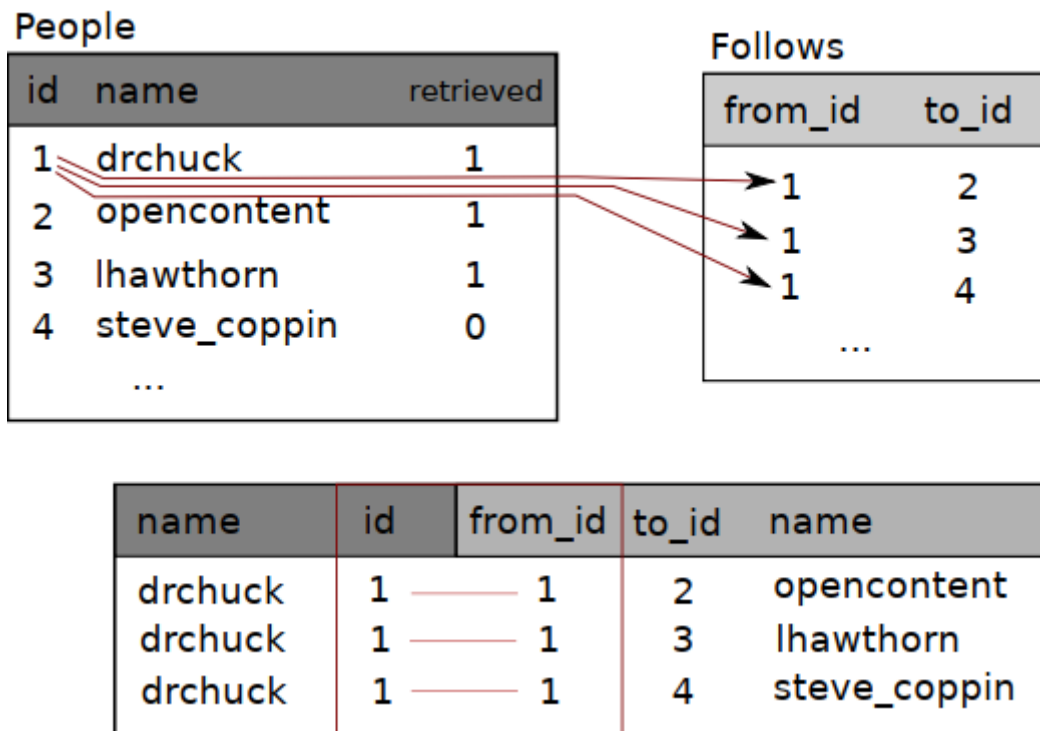 People
id name retrieved
1 drchuck 1
2 opencontent 1
3 lhawthorn 1
4 steve_coppin 0
...
Follows
from_id to_id
1 2
1 3
1 4
...
name id from_id to_id name
drchuck 1 1 2 opencontent
drchuck 1 1 3 lhawthorn
drchuck 1 1 4 steve_coppin